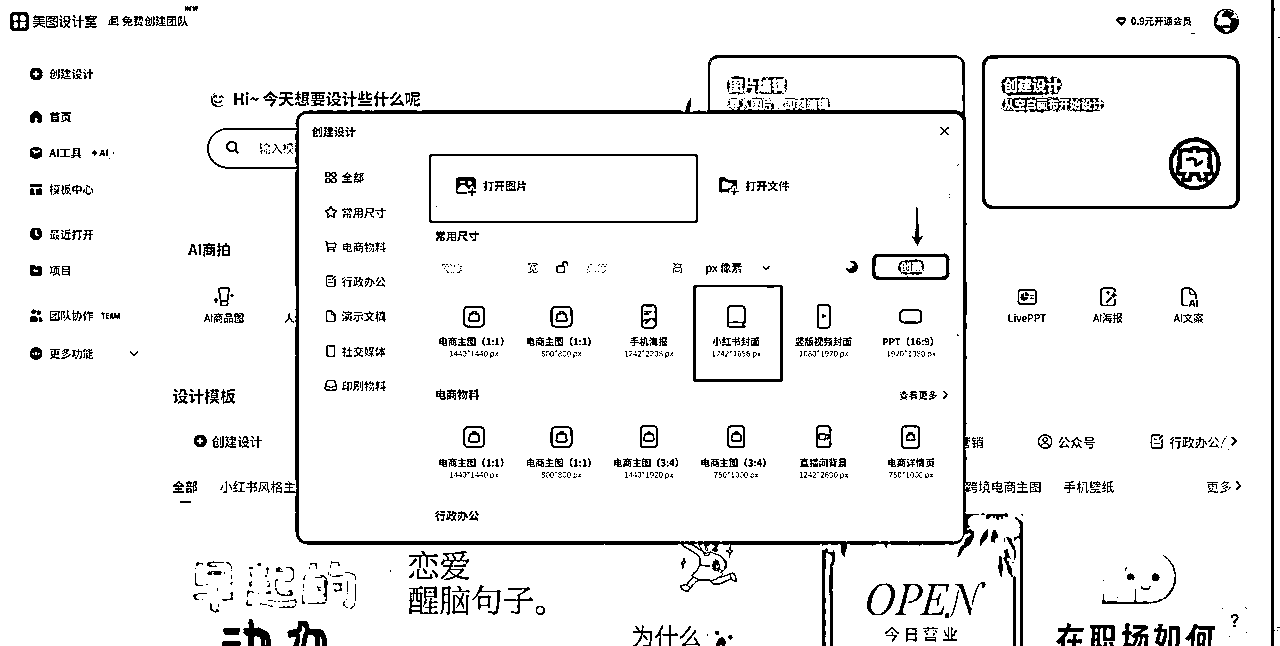 美图设计室
免费创建团队
NEW
0.9元开通会员
创建设计
首页
AI工具
+AI
模板中心
最近打开
项目
团队协作 TEAM
更多功能
Hi~ 今天想要设计些什么呢
输入模
图片编辑
创建设计
从空白画布开始设计
AI商拍
AI商品图
人
LivePPT
AI海报
AI文案
创建设计
全部
常用尺寸
电商物料
行政办公
演示文稿
社交媒体
印刷物料
打开图片
打开文件
常用尺寸
宽
高
px 像素
创建
电商主图（1:1）
1440*1440 px
电商主图（1:1）
800*800 px
手机海报
1242*2208 px
小红书封面
1242*1656 px
竖版视频封面
1080*1920 px
PPT（16:9）
1920*1080 px
电商物料
查看更多
电商主图（1:1）
1440*1440 px
电商主图（1:1）
800*800 px
电商主图（3:4）
1440*1920 px
电商主图（3:4）
750*1000 px
直播间背景
1242*2688 px
电商详情页
750*1000 px
行政办公
设计模板
创建设计
营销
公众号
行政办公/
全部
小红书风格主
跨境电商主图
手机壁纸
更多
早起的
动力
恋爱
醒脑句子。
为什么
OPEN
今日营业
在职场如何
?